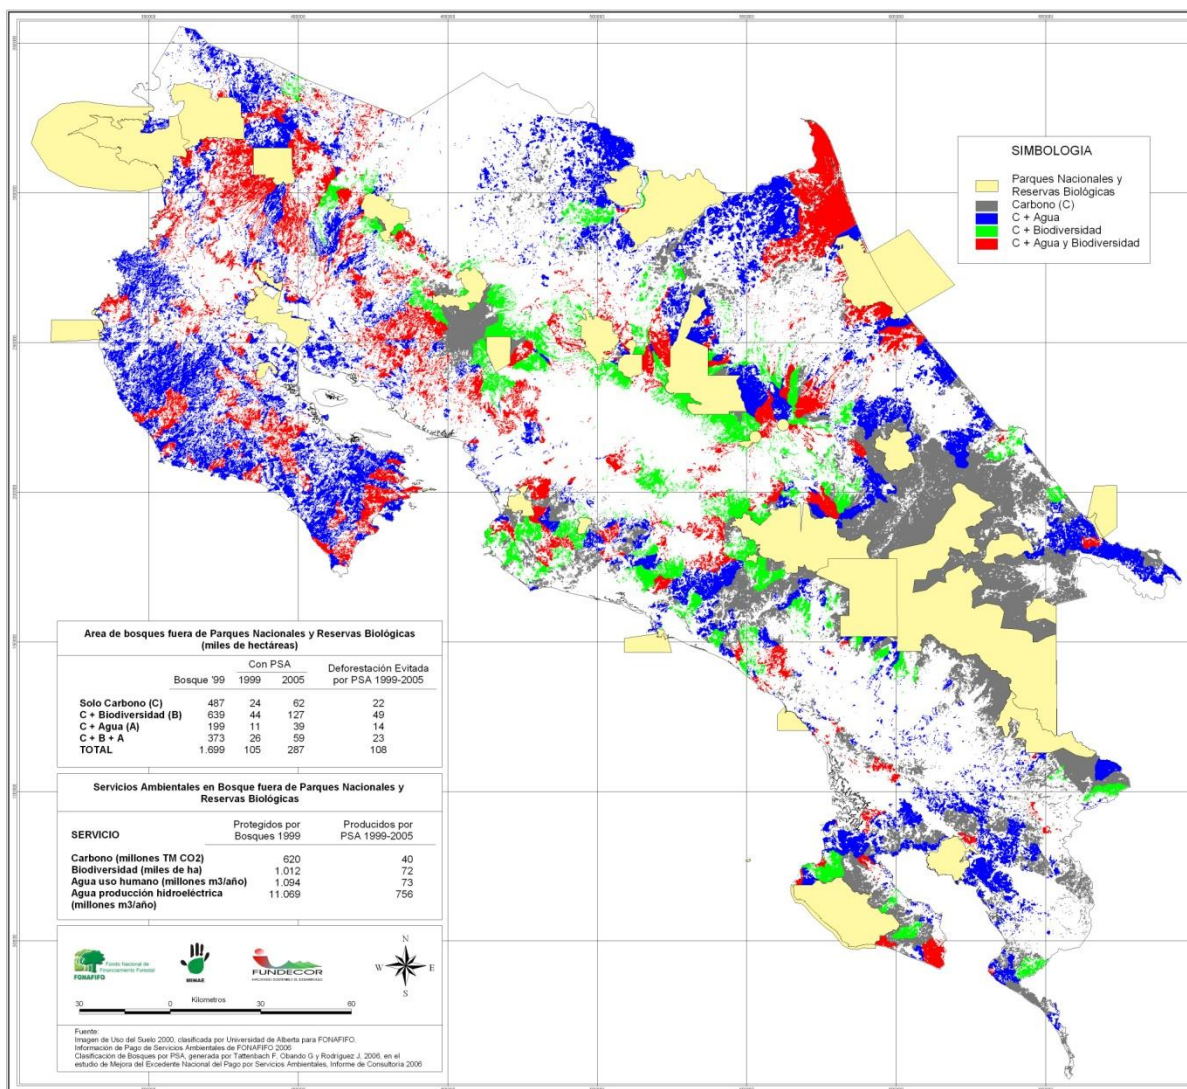 SIMBOLOGIA
Parques Nacionales y
Reservas Biológicas
Carbono (C)
C + Agua
C + Biodiversidad
C + Agua y Biodiversidad
Area de bosques fuera de Parques Nacionales y Reservas Biológicas
(miles de hectáreas)
Con PSA
Deforestación Evitada
Bosque '99 1999 2005 por PSA 1999-2005
Solo Carbono (C) 487 24 62 22
C + Biodiversidad (B) 639 44 127 49
C + Agua (A) 199 11 39 14
C + B + A 373 26 59 23
TOTAL 1.699 105 287 108
Servicios Ambientales en Bosque fuera de Parques Nacionales y
Reservas Biológicas
Protegidos por Producidos por
SERVICIO Bosques 1999 PSA 1999-2005
Carbono (millones TM CO2) 620 40
Biodiversidad (miles de ha) 1.012 72
Agua uso humano (millones m3/año) 1.094 73
Agua producción hidroeléctrica 11.069 756
(millones m3/año)
FONAFIFO
Fondo Nacional de
Financiamiento Forestal
MINAE
FUNDECOR
N
W E
S
Kilometros
30 0 30 60
Fuente:
Imagen de Uso del Suelo 2000, clasificada por Universidad de Alberta para FONAFIFO.
Información de Pago de Servicios Ambientales de FONAFIFO 2006
Clasificación de Bosques por PSA, generada por Tattenbach F, Obando G y Rodríguez J, 2006, en el
estudio de Mejora del Excedente Nacional del Pago por Servicios Ambientales, Informe de Consultoría 2006